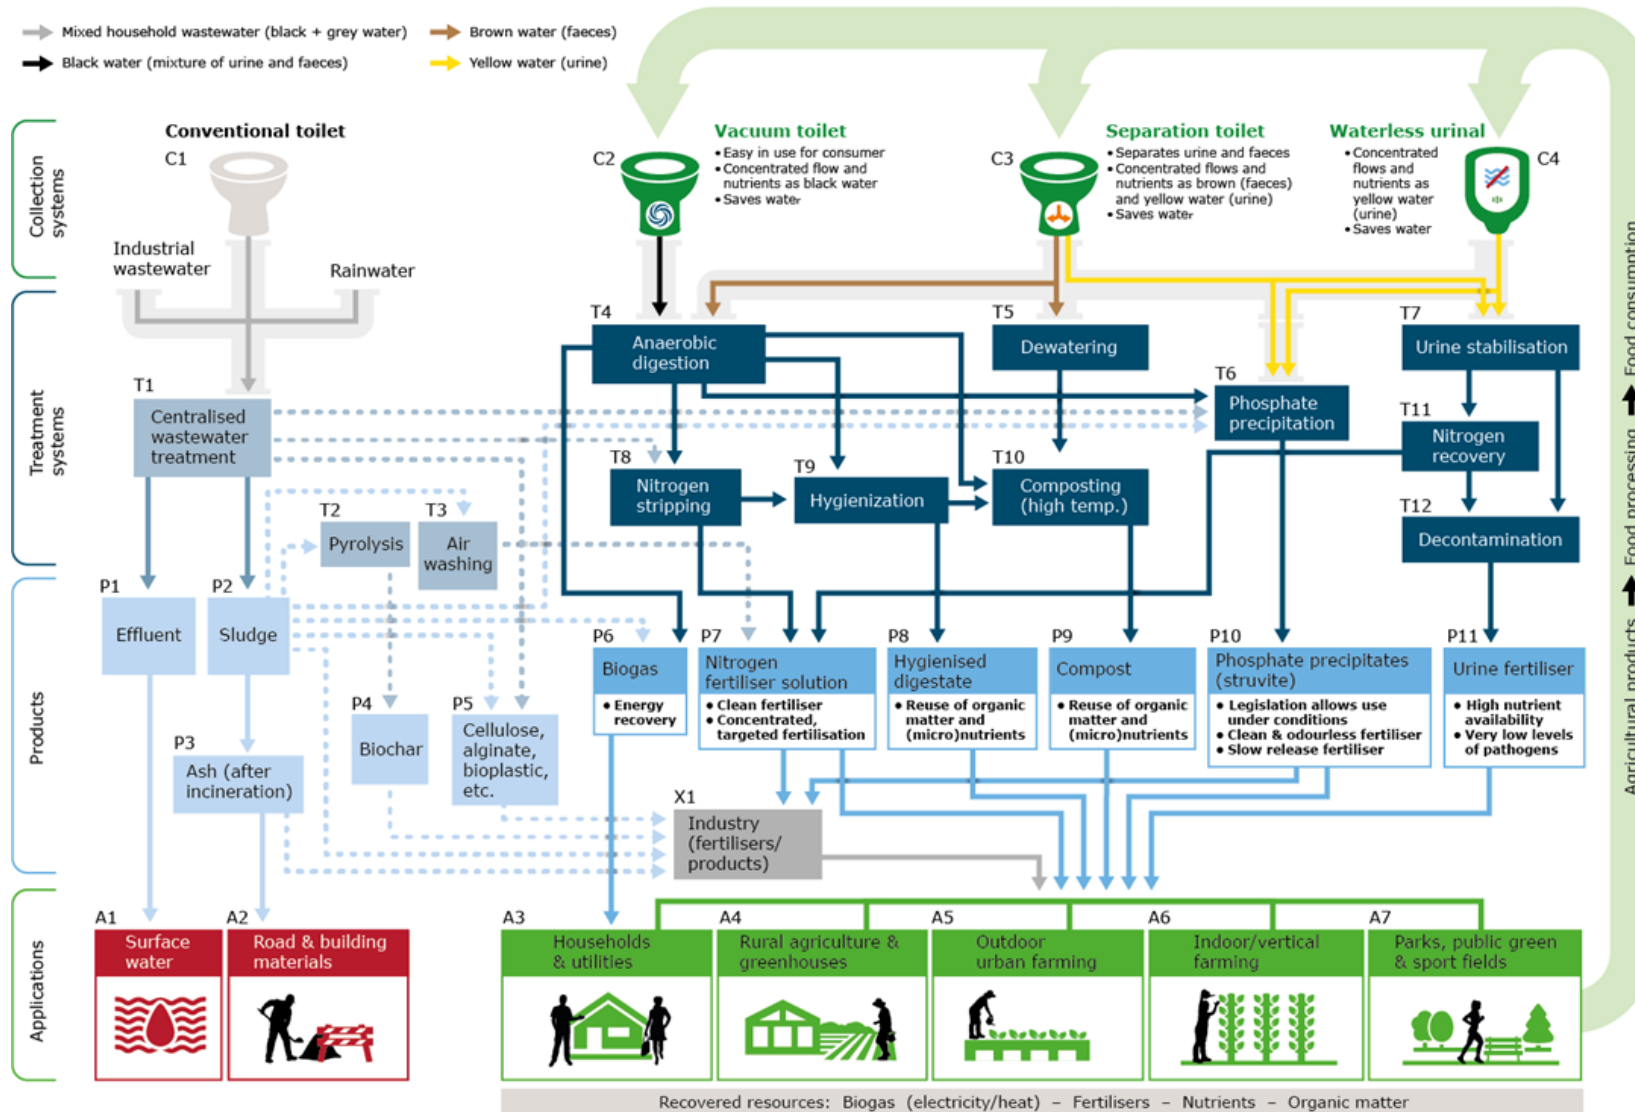 Mixed household wastewater (black + grey water)
Brown water (faeces)
Black water (mixture of urine and faeces)
Yellow water (urine)
Collection
systems
Conventional toilet
C1
Industrial
wastewater
Rainwater
C2
Vacuum toilet
• Easy in use for consumer
• Concentrated flow and
nutrients as black water
• Saves water
C3
Separation toilet
• Separates urine and faeces
• Concentrated flows and
nutrients as brown (faeces)
and yellow water (urine)
• Saves water
Waterless urinal
• Concentrated
flows and
nutrients as
yellow water
(urine)
• Saves water
C4
Treatment
systems
T1
Centralised
wastewater
treatment
T2
Pyrolysis
T3
Air
washing
T4
Anaerobic
digestion
T5
Dewatering
T6
Phosphate
precipitation
T7
Urine stabilisation
T8
Nitrogen
stripping
T9
Hygienization
T10
Composting
(high temp.)
T11
Nitrogen
recovery
T12
Decontamination
Products
P1
Effluent
P2
Sludge
P3
Ash (after
incineration)
P4
Biochar
P5
Cellulose,
alginate,
bioplastic,
etc.
P6
Biogas
• Energy
recovery
P7
Nitrogen
fertiliser solution
• Clean fertiliser
• Concentrated,
targeted fertilisation
P8
Hygienised
digestate
• Reuse of organic
matter and
(micro)nutrients
P9
Compost
• Reuse of organic
matter and
(micro)nutrients
P10
Phosphate precipitates
(struvite)
• Legislation allows use
under conditions
• Clean & odourless fertiliser
• Slow release fertiliser
P11
Urine fertiliser
• High nutrient
availability
• Very low levels
of pathogens
X1
Industry
(fertilisers/
products)
Applications
A1
Surface
water
A2
Road & building
materials
A3
Households
& utilities
A4
Rural agriculture &
greenhouses
A5
Outdoor
urban farming
A6
Indoor/vertical
farming
A7
Parks, public green
& sport fields
Agricultural products
Food processing
Food consumption
Recovered resources: Biogas (electricity/heat) – Fertilisers – Nutrients – Organic matter